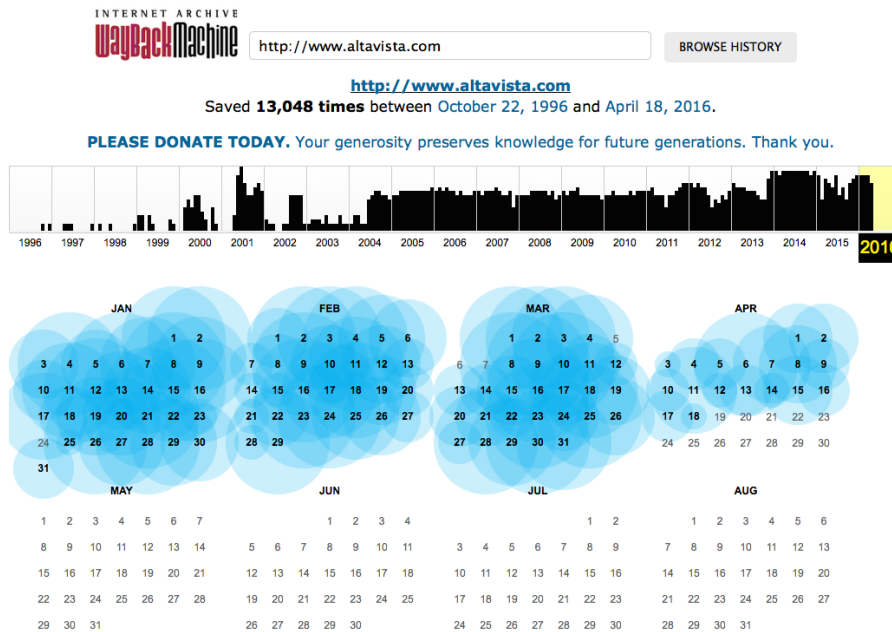 INTERNET ARCHIVE
WayBackMachine
http://www.altavista.com
BROWSE HISTORY
http://www.altavista.com
Saved 13,048 times between October 22, 1996 and April 18, 2016.
PLEASE DONATE TODAY. Your generosity preserves knowledge for future generations. Thank you.
1996 1997 1998 1999 2000 2001 2002 2003 2004 2005 2006 2007 2008 2009 2010 2011 2012 2013 2014 2015 2016
JAN FEB MAR APR
1 2 1 2 3 4 5 6 1 2 3 4 5 1 2
3 4 5 6 7 8 9 7 8 9 10 11 12 13 6 7 8 9 10 11 12 3 4 5 6 7 8 9
10 11 12 13 14 15 16 14 15 16 17 18 19 20 13 14 15 16 17 18 19 10 11 12 13 14 15 16
17 18 19 20 21 22 23 21 22 23 24 25 26 27 20 21 22 23 24 25 26 17 18 19 20 21 22 23
24 25 26 27 28 29 30 28 29 27 28 29 30 31 24 25 26 27 28 29 30
31
MAY JUN JUL AUG
1 2 3 4 5 6 7 1 2 3 4 1 2 1 2 3 4 5 6
8 9 10 11 12 13 14 5 6 7 8 9 10 11 3 4 5 6 7 8 9 7 8 9 10 11 12 13
15 16 17 18 19 20 21 12 13 14 15 16 17 18 10 11 12 13 14 15 16 14 15 16 17 18 19 20
22 23 24 25 26 27 28 19 20 21 22 23 24 25 17 18 19 20 21 22 23 21 22 23 24 25 26 27
29 30 31 26 27 28 29 30 24 25 26 27 28 29 30 28 29 30 31